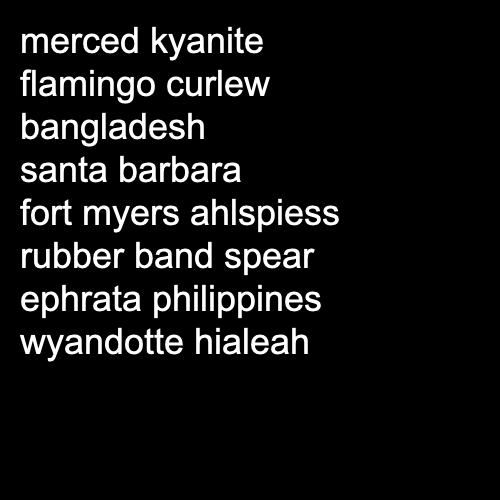 merced kyanite
flamingo curlew
bangladesh
santa barbara
fort myers ahlspiess
rubber band spear
ephrata philippines
wyandotte hialeah